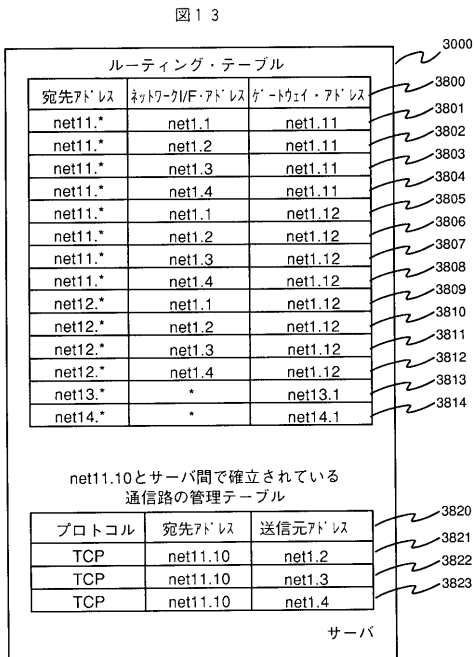 図13
3000
ルーティング・テーブル
3800
宛先ｱﾄﾞﾚｽ ﾈｯﾄﾜｰｸI/F・ｱﾄﾞﾚｽ ｹﾞｰﾄｳｪｲ・ｱﾄﾞﾚｽ
net11.* net1.1 net1.11 3801
net11.* net1.2 net1.11 3802
net11.* net1.3 net1.11 3803
net11.* net1.4 net1.11 3804
net11.* net1.1 net1.12 3805
net11.* net1.2 net1.12 3806
net11.* net1.3 net1.12 3807
net11.* net1.4 net1.12 3808
net12.* net1.1 net1.12 3809
net12.* net1.2 net1.12 3810
net12.* net1.3 net1.12 3811
net12.* net1.4 net1.12 3812
net13.* * net13.1 3813
net14.* * net14.1 3814
net11.10とサーバ間で確立されている
通信路の管理テーブル
プロトコル 宛先ｱﾄﾞﾚｽ 送信元ｱﾄﾞﾚｽ 3820
TCP net11.10 net1.2 3821
TCP net11.10 net1.3 3822
TCP net11.10 net1.4 3823
サーバ